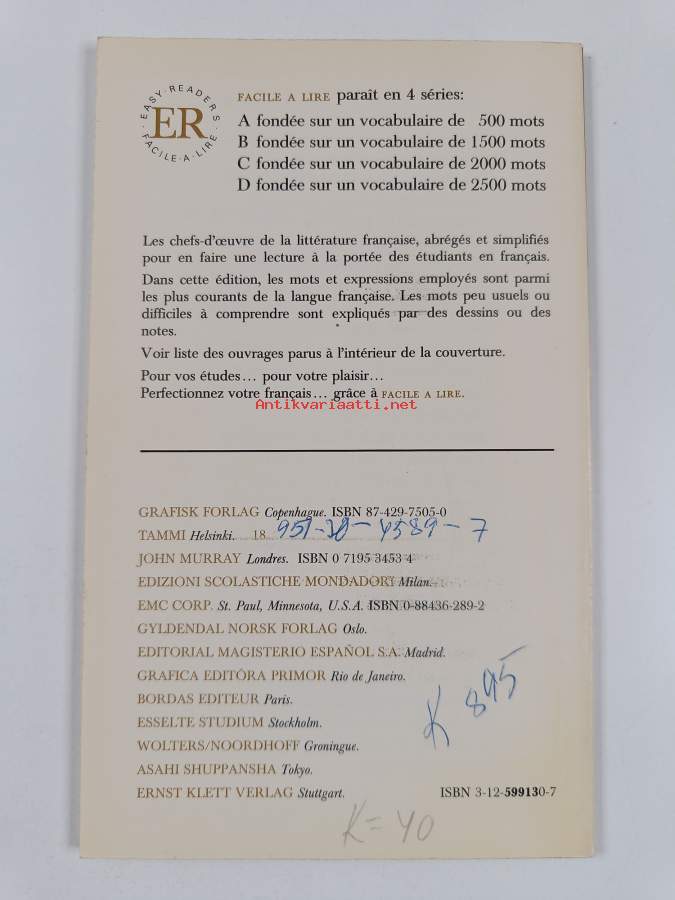 EASY·READERS
ER
FACILE·A·LIRE
FACILE A LIRE paraît en 4 séries:
A fondée sur un vocabulaire de 500 mots
B fondée sur un vocabulaire de 1500 mots
C fondée sur un vocabulaire de 2000 mots
D fondée sur un vocabulaire de 2500 mots
Les chefs-d'œuvre de la littérature française, abrégés et simplifiés
pour en faire une lecture à la portée des étudiants en français.
Dans cette édition, les mots et expressions employés sont parmi
les plus courants de la langue française. Les mots peu usuels ou
difficiles à comprendre sont expliqués par des dessins ou des
notes.
Voir liste des ouvrages parus à l'intérieur de la couverture.
Pour vos études... pour votre plaisir...
Perfectionnez votre français... grâce à FACILE A LIRE.
Antikvariaatti.net
GRAFISK FORLAG Copenhague. ISBN 87-429-7505-0
TAMMI Helsinki. 18 951-30-4589-7
JOHN MURRAY Londres. ISBN 0 7195 3453 4
EDIZIONI SCOLASTICHE MONDADORI Milan.
EMC CORP. St. Paul, Minnesota, U.S.A. ISBN 0-88436-289-2
GYLDENDAL NORSK FORLAG Oslo.
EDITORIAL MAGISTERIO ESPAÑOL S.A. Madrid.
GRAFICA EDITÔRA PRIMOR Rio de Janeiro.
BORDAS EDITEUR Paris.
K 895
ESSELTE STUDIUM Stockholm.
WOLTERS/NOORDHOFF Groningue.
ASAHI SHUPPANSHA Tokyo.
ERNST KLETT VERLAG Stuttgart. ISBN 3-12-599130-7
K=40